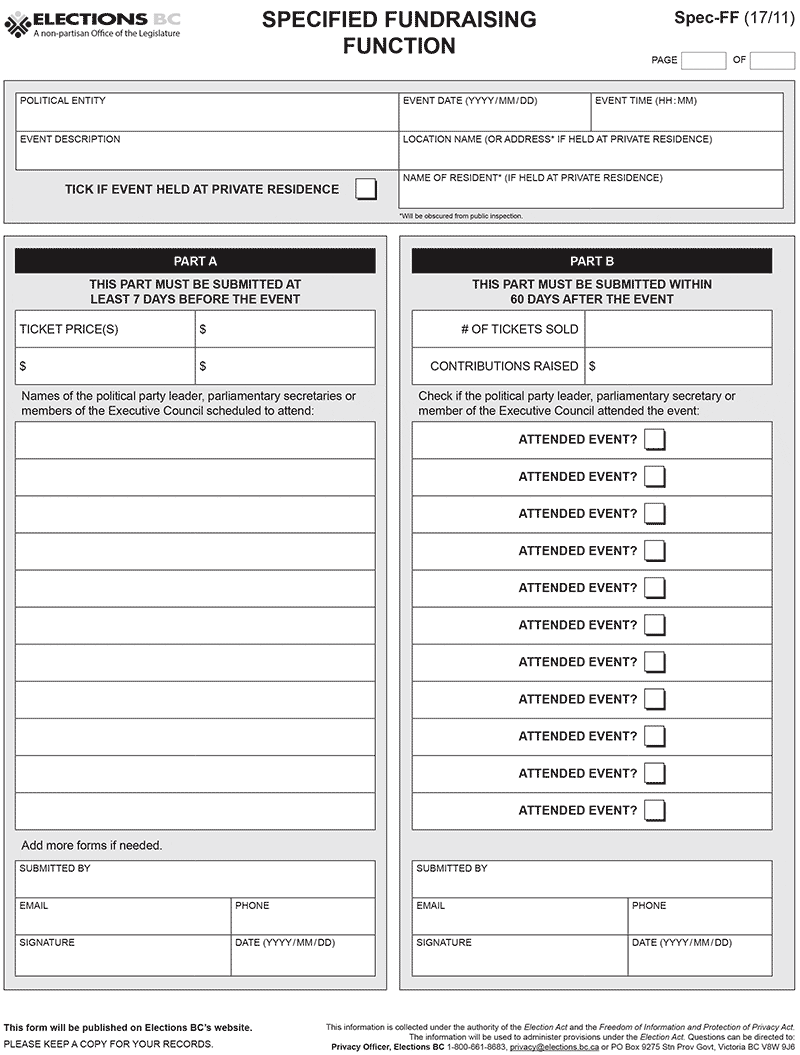 ELECTIONS BC
A non-partisan Office of the Legislature
SPECIFIED FUNDRAISING
FUNCTION
Spec-FF (17/11)
PAGE OF
POLITICAL ENTITY
EVENT DATE (YYYY/MM/DD)
EVENT TIME (HH:MM)
EVENT DESCRIPTION
LOCATION NAME (OR ADDRESS* IF HELD AT PRIVATE RESIDENCE)
TICK IF EVENT HELD AT PRIVATE RESIDENCE
NAME OF RESIDENT* (IF HELD AT PRIVATE RESIDENCE)
*Will be obscured from public inspection.
PART A
THIS PART MUST BE SUBMITTED AT
LEAST 7 DAYS BEFORE THE EVENT
TICKET PRICE(S) $
$ $
Names of the political party leader, parliamentary secretaries or
members of the Executive Council scheduled to attend:
Add more forms if needed.
SUBMITTED BY
EMAIL PHONE
SIGNATURE DATE (YYYY/MM/DD)
PART B
THIS PART MUST BE SUBMITTED WITHIN
60 DAYS AFTER THE EVENT
# OF TICKETS SOLD
CONTRIBUTIONS RAISED $
Check if the political party leader, parliamentary secretary or
member of the Executive Council attended the event:
ATTENDED EVENT?
ATTENDED EVENT?
ATTENDED EVENT?
ATTENDED EVENT?
ATTENDED EVENT?
ATTENDED EVENT?
ATTENDED EVENT?
ATTENDED EVENT?
ATTENDED EVENT?
ATTENDED EVENT?
ATTENDED EVENT?
SUBMITTED BY
EMAIL PHONE
SIGNATURE DATE (YYYY/MM/DD)
This form will be published on Elections BC's website.
PLEASE KEEP A COPY FOR YOUR RECORDS.
This information is collected under the authority of the Election Act and the Freedom of Information and Protection of Privacy Act.
The information will be used to administer provisions under the Election Act. Questions can be directed to:
Privacy Officer, Elections BC 1-800-661-8683, privacy@elections.bc.ca or PO Box 9275 Stn Prov Govt, Victoria BC V8W 9J6